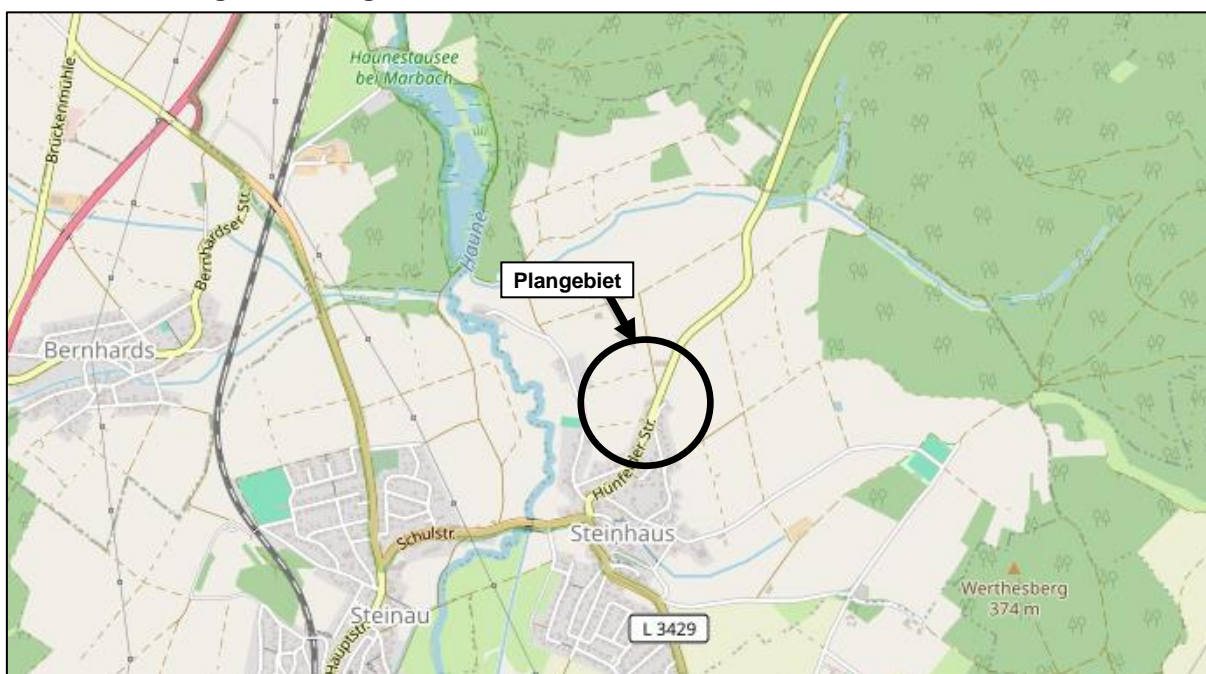 Haunestausee
bei Marbach
Brückenmühle
Bernhardser Str.
Haune
Plangebiet
Bernhards
Hünfelder Str.
Schulstr.
Steinhaus
Werthesberg
374 m
Steinau
L 3429
Hauptstr.